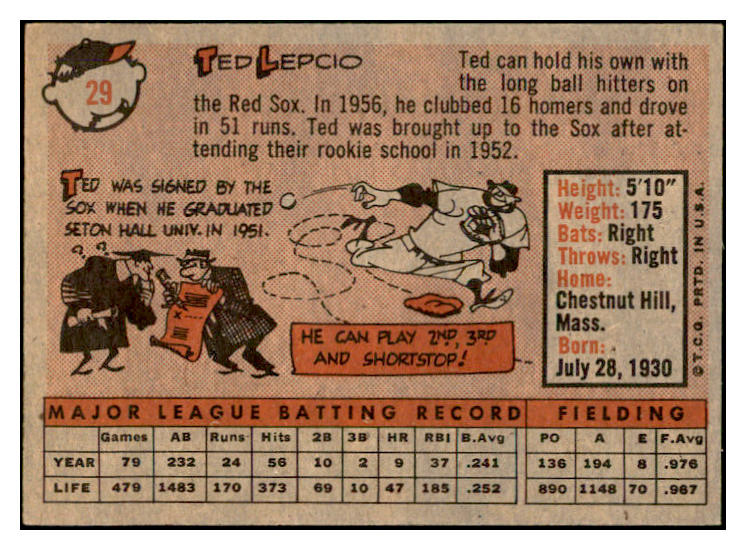 29
TED LEPCIO
Ted can hold his own with
the long ball hitters on
the Red Sox. In 1956, he clubbed 16 homers and drove
in 51 runs. Ted was brought up to the Sox after at-
tending their rookie school in 1952.
TED WAS SIGNED BY THE
SOX WHEN HE GRADUATED
SETON HALL UNIV. IN 1951.
? ?
X
HE CAN PLAY 2ND, 3RD
AND SHORTSTOP!
Height: 5'10"
Weight: 175
Bats: Right
Throws: Right
Home:
Chestnut Hill,
Mass.
Born:
July 28, 1930
© T.C.G. PRTD. IN U.S.A.
MAJOR LEAGUE BATTING RECORD FIELDING
Games AB Runs Hits 2B 3B HR RBI B.Avg PO A E F.Avg
YEAR 79 232 24 56 10 2 9 37 .241 136 194 8 .976
LIFE 479 1483 170 373 69 10 47 185 .252 890 1148 70 .967